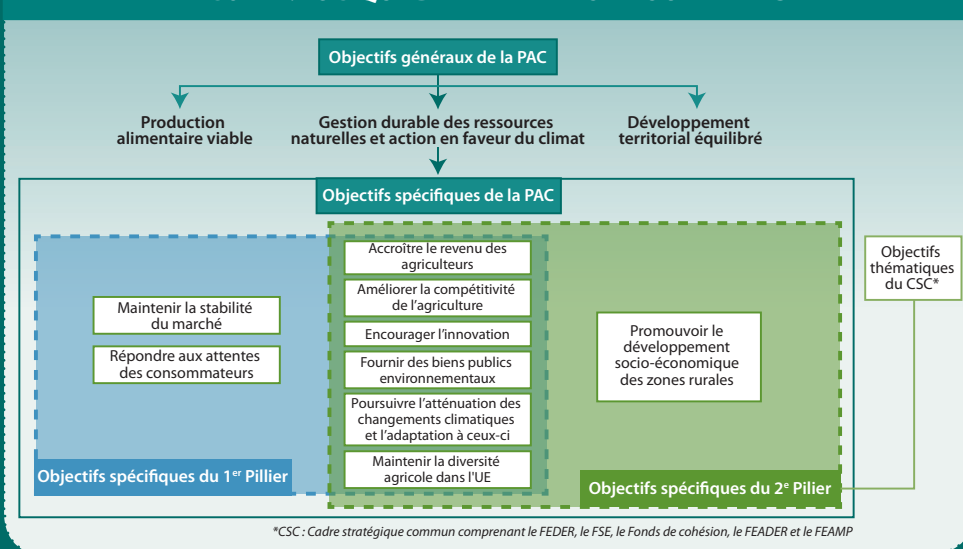 Objectifs généraux de la PAC
Production
alimentaire viable
Gestion durable des ressources
naturelles et action en faveur du climat
Développement
territorial équilibré
Objectifs spécifiques de la PAC
Maintenir la stabilité
du marché
Répondre aux attentes
des consommateurs
Accroître le revenu des
agriculteurs
Améliorer la compétitivité
de l'agriculture
Encourager l'innovation
Fournir des biens publics
environnementaux
Poursuivre l'atténuation des
changements climatiques
et l'adaptation à ceux-ci
Maintenir la diversité
agricole dans l'UE
Promouvoir le
développement
socio-économique
des zones rurales
Objectifs
thématiques
du CSC*
Objectifs spécifiques du 1er Pillier
Objectifs spécifiques du 2e Pilier
*CSC : Cadre stratégique commun comprenant le FEDER, le FSE, le Fonds de cohésion, le FEADER et le FEAMP